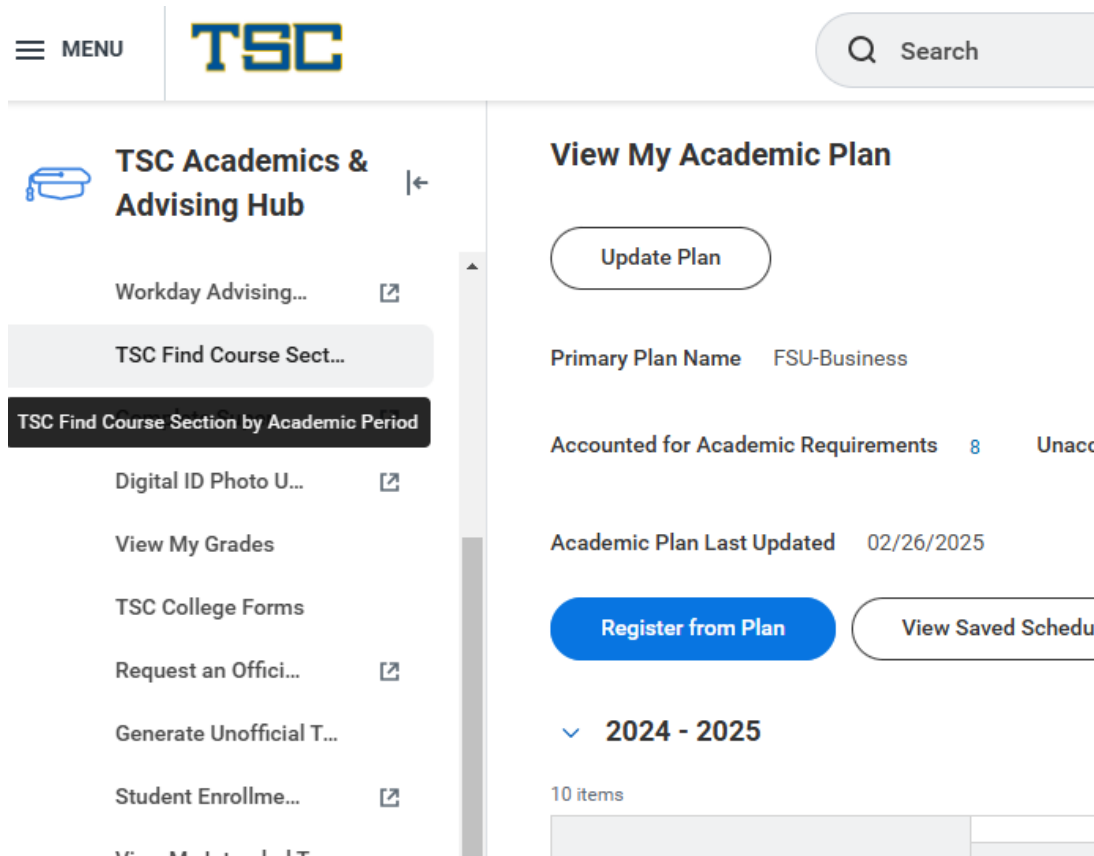 MENU
TSC
Search
TSC Academics &
Advising Hub
Workday Advising...
TSC Find Course Sect...
TSC Find Course Section by Academic Period
Digital ID Photo U...
View My Grades
TSC College Forms
Request an Offici...
Generate Unofficial T...
Student Enrollme...
View My Academic Plan
Update Plan
Primary Plan Name FSU-Business
Accounted for Academic Requirements 8 Unacc
Academic Plan Last Updated 02/26/2025
Register from Plan View Saved Schedu
2024 - 2025
10 items